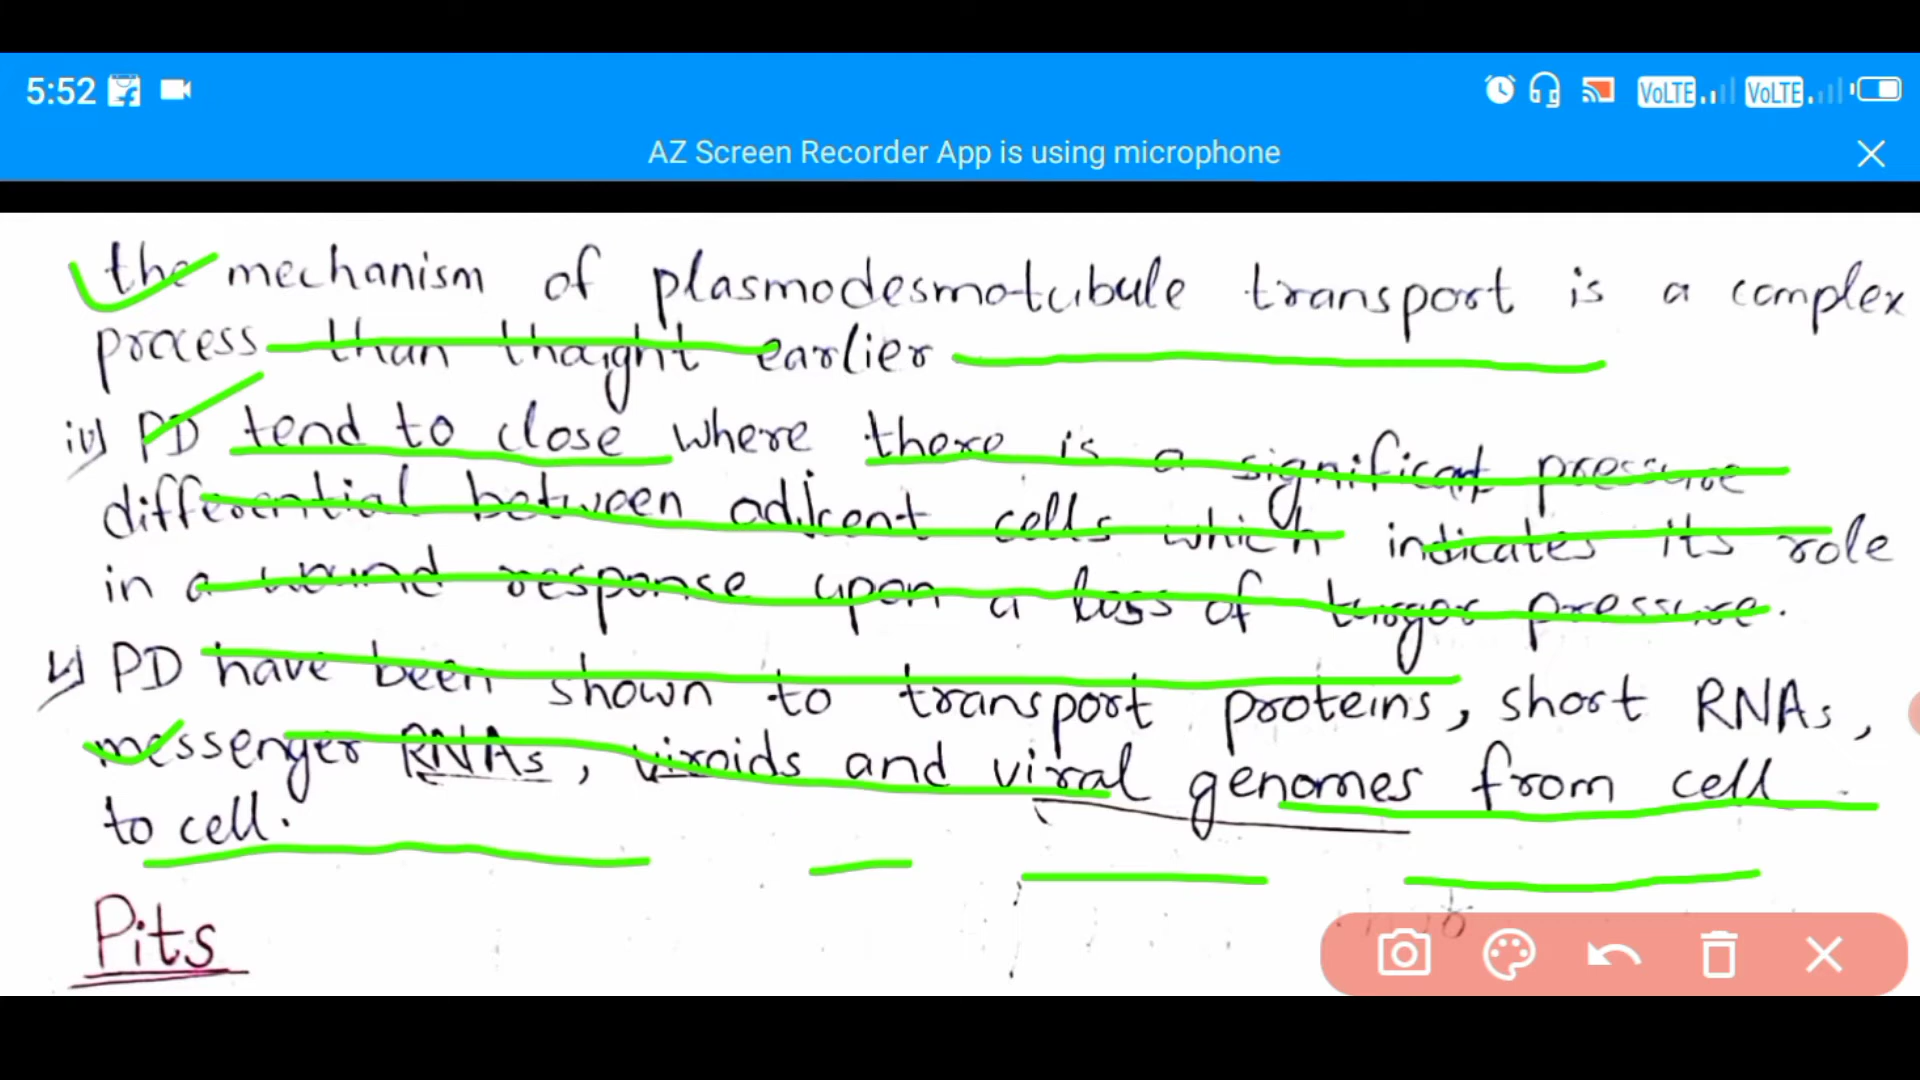 5:52
VoLTE VoLTE
AZ Screen Recorder App is using microphone
the mechanism of plasmodesmotubule transport is a complex
process than thought earlier
iv) PD tend to close where there is a significant pressure
differential between adjcent cells which indicates its role
in a wound response upon a loss of turgor pressure.
v) PD have been shown to transport proteins, short RNAs,
messenger RNAs, viroids and viral genomes from cell
to cell.
Pits